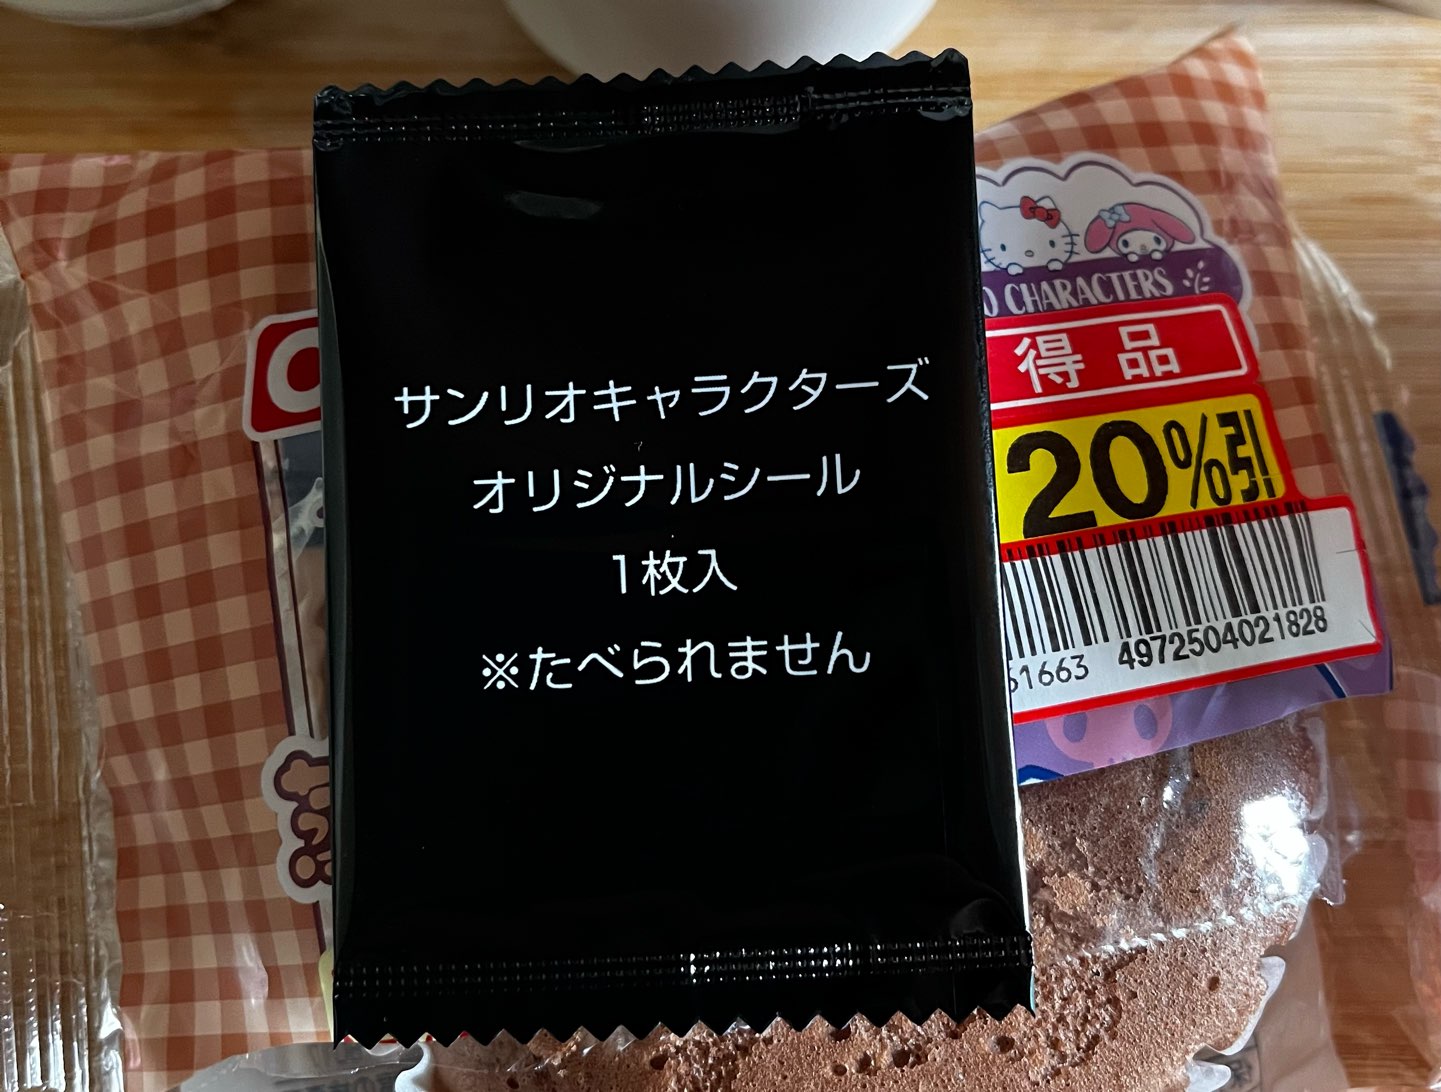 サンリオキャラクターズ
オリジナルシール
1枚入
※たべられません
CHARACTERS
得品
20%引
51663 4972504021828